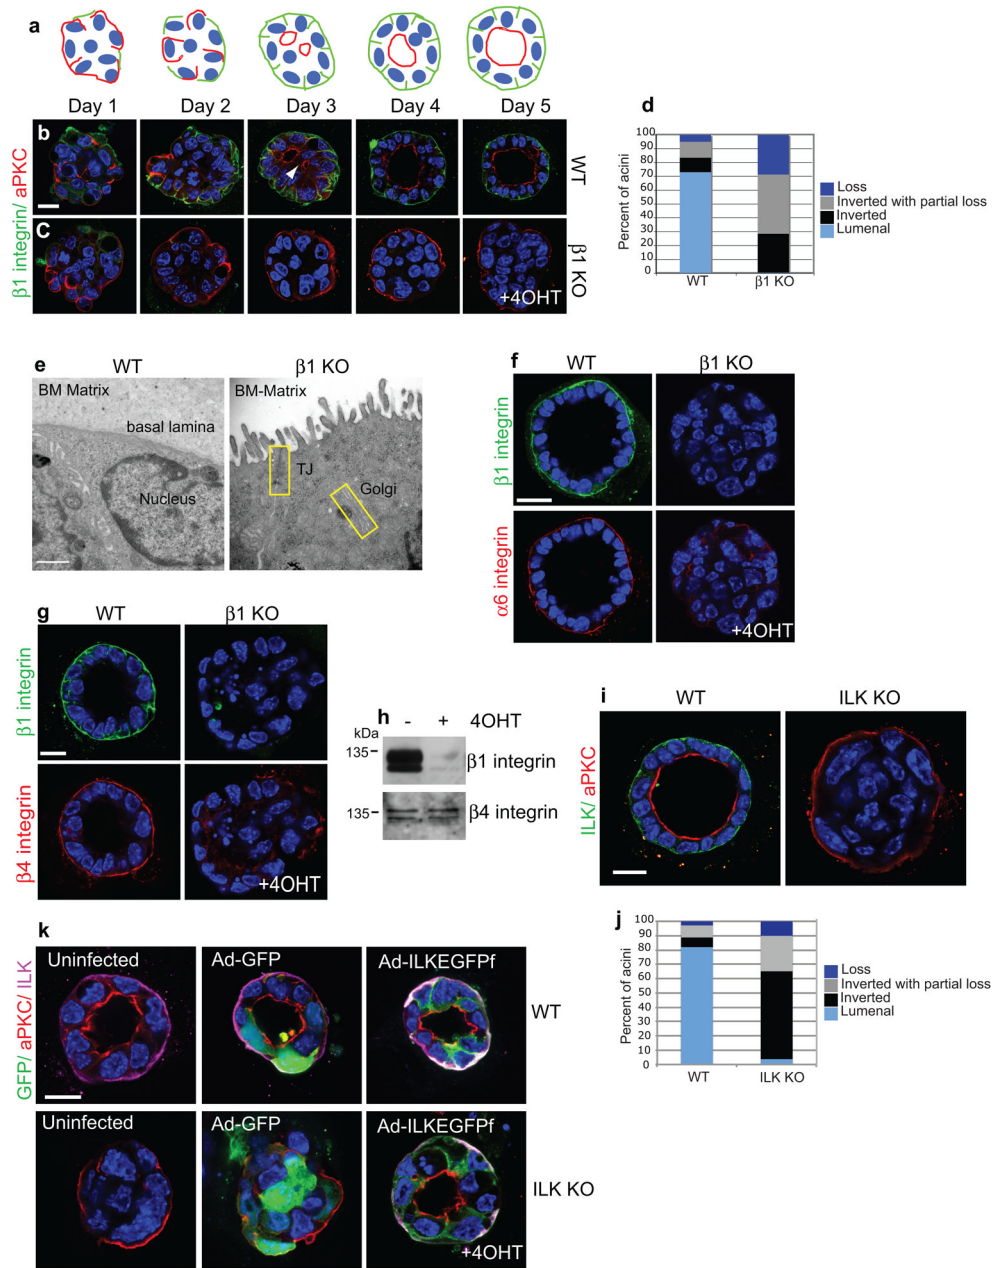 a
Day 1 Day 2 Day 3 Day 4 Day 5
b
WT
C
β1 KO
+4OHT
β1 integrin/ aPKC
d
Percent of acini
100
90
80
70
60
50
40
30
20
10
0
WT β1 KO
Loss
Inverted with partial loss
Inverted
Lumenal
e
WT β1 KO
BM Matrix
basal lamina
Nucleus
BM-Matrix
TJ
Golgi
f
WT β1 KO
β1 integrin
α6 integrin
+4OHT
g
WT β1 KO
β1 integrin
β4 integrin
+4OHT
h
- + 4OHT
kDa
135
β1 integrin
135
β4 integrin
i
WT ILK KO
ILK/ aPKC
j
Percent of acini
100
90
80
70
60
50
40
30
20
10
0
WT ILK KO
Loss
Inverted with partial loss
Inverted
Lumenal
k
GFP/ aPKC/ ILK
Uninfected Ad-GFP Ad-ILKEGFPf
WT
Uninfected Ad-GFP Ad-ILKEGFPf
ILK KO
+4OHT